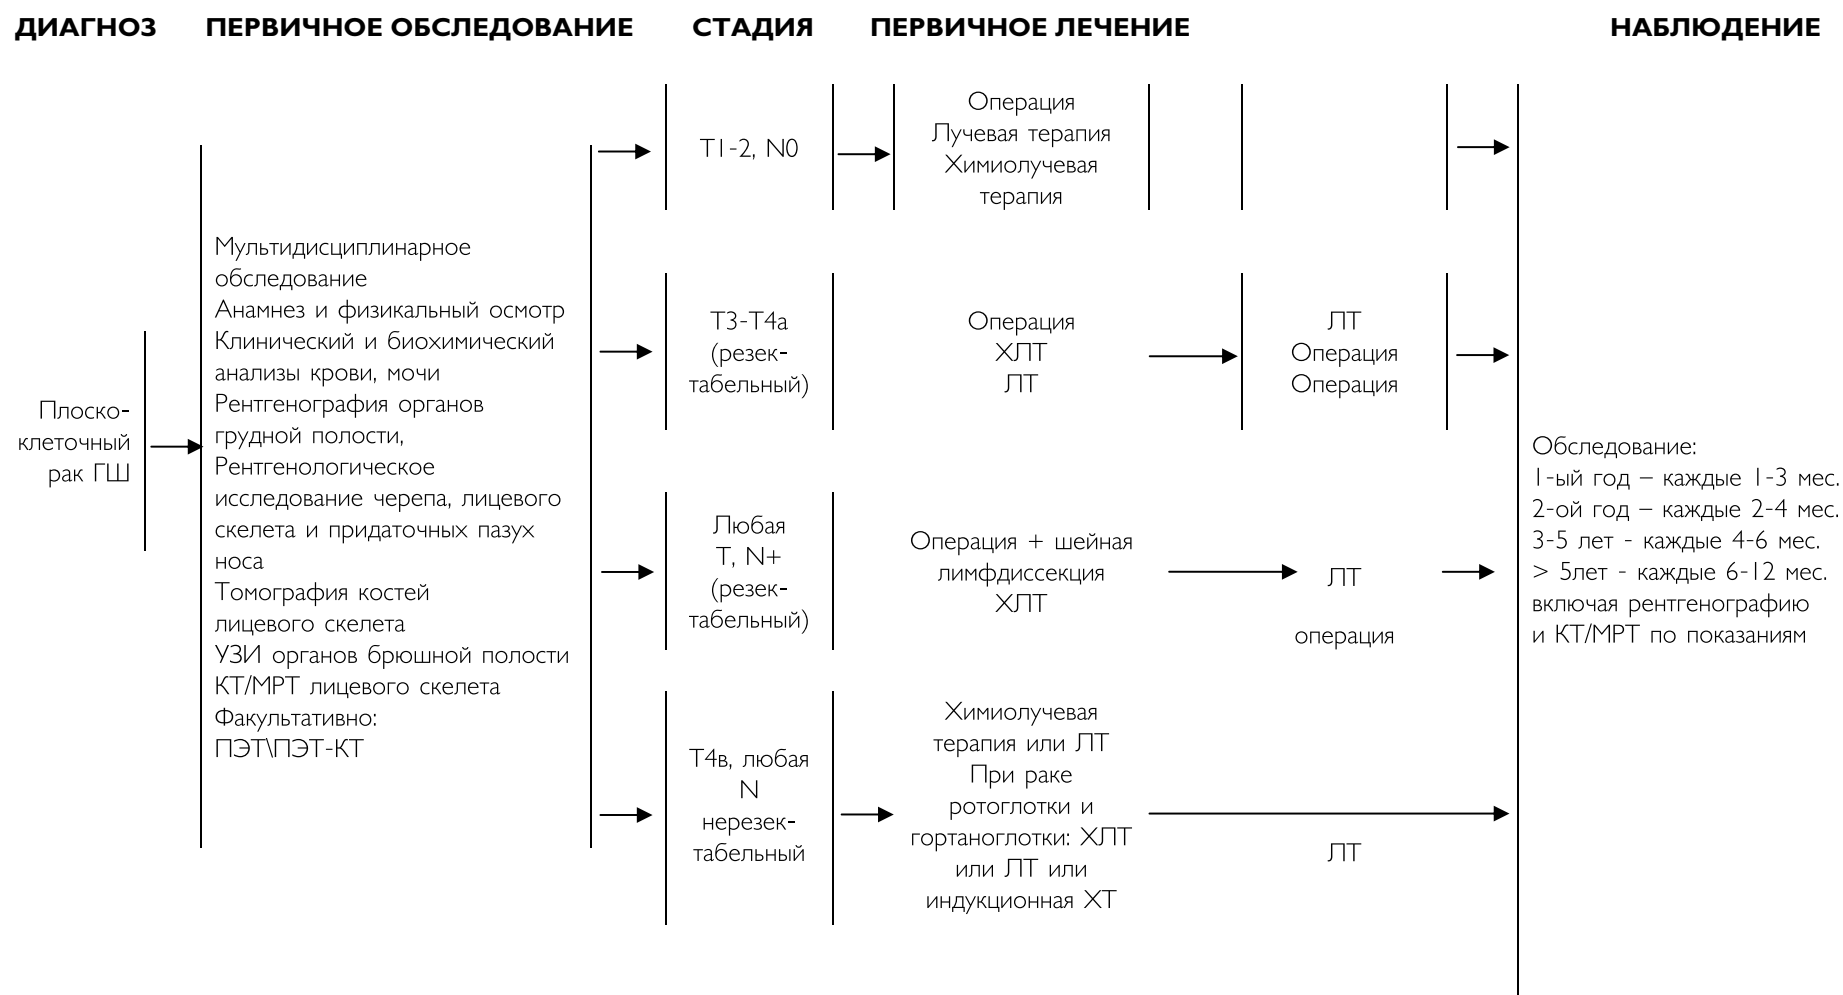 ДИАГНОЗ
ПЕРВИЧНОЕ ОБСЛЕДОВАНИЕ
СТАДИЯ
ПЕРВИЧНОЕ ЛЕЧЕНИЕ
НАБЛЮДЕНИЕ
Плоско-
клеточный
рак ГШ
Мультидисциплинарное
обследование
Анамнез и физикальный осмотр
Клинический и биохимический
анализы крови, мочи
Рентгенография органов
грудной полости,
Рентгенологическое
исследование черепа, лицевого
скелета и придаточных пазух
носа
Томография костей
лицевого скелета
УЗИ органов брюшной полости
КТ/МРТ лицевого скелета
Факультативно:
ПЭТ\ПЭТ-КТ
Т1-2, N0
Операция
Лучевая терапия
Химиолучевая
терапия
Т3-Т4а
(резек-
табельный)
Операция
ХЛТ
ЛТ
ЛТ
Операция
Операция
Любая
Т, N+
(резек-
табельный)
Операция + шейная
лимфдиссекция
ХЛТ
ЛТ
операция
Т4в, любая
N
нерезек-
табельный
Химиолучевая
терапия или ЛТ
При раке
ротоглотки и
гортаноглотки: ХЛТ
или ЛТ или
индукционная ХТ
ЛТ
Обследование:
1-ый год – каждые 1-3 мес.
2-ой год – каждые 2-4 мес.
3-5 лет - каждые 4-6 мес.
> 5лет - каждые 6-12 мес.
включая рентгенографию
и КТ/МРТ по показаниям